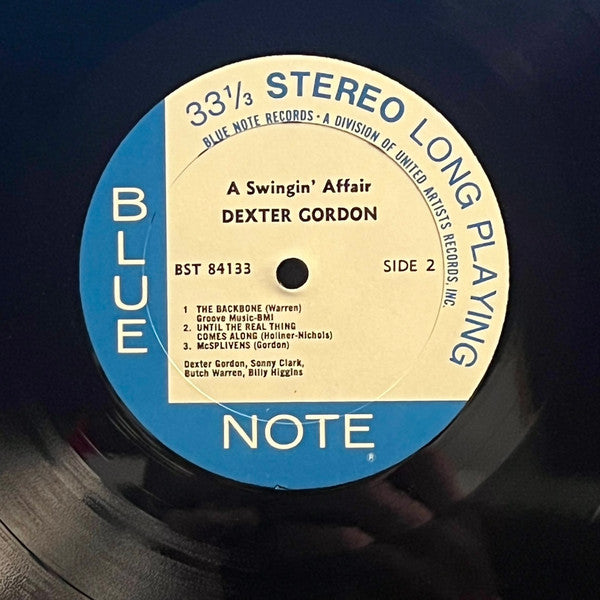 33⅓ STEREO LONG PLAYING
BLUE NOTE RECORDS • A DIVISION OF UNITED ARTISTS RECORDS, INC.
BLUE
A Swingin' Affair
DEXTER GORDON
BST 84133
SIDE 2
1 THE BACKBONE (Warren)
Groove Music-BMI
2. UNTIL THE REAL THING
COMES ALONG (Hollner-Nichols)
3. McSPLIVENS (Gordon)
Dexter Gordon, Sonny Clark,
Butch Warren, Billy Higgins
NOTE
®